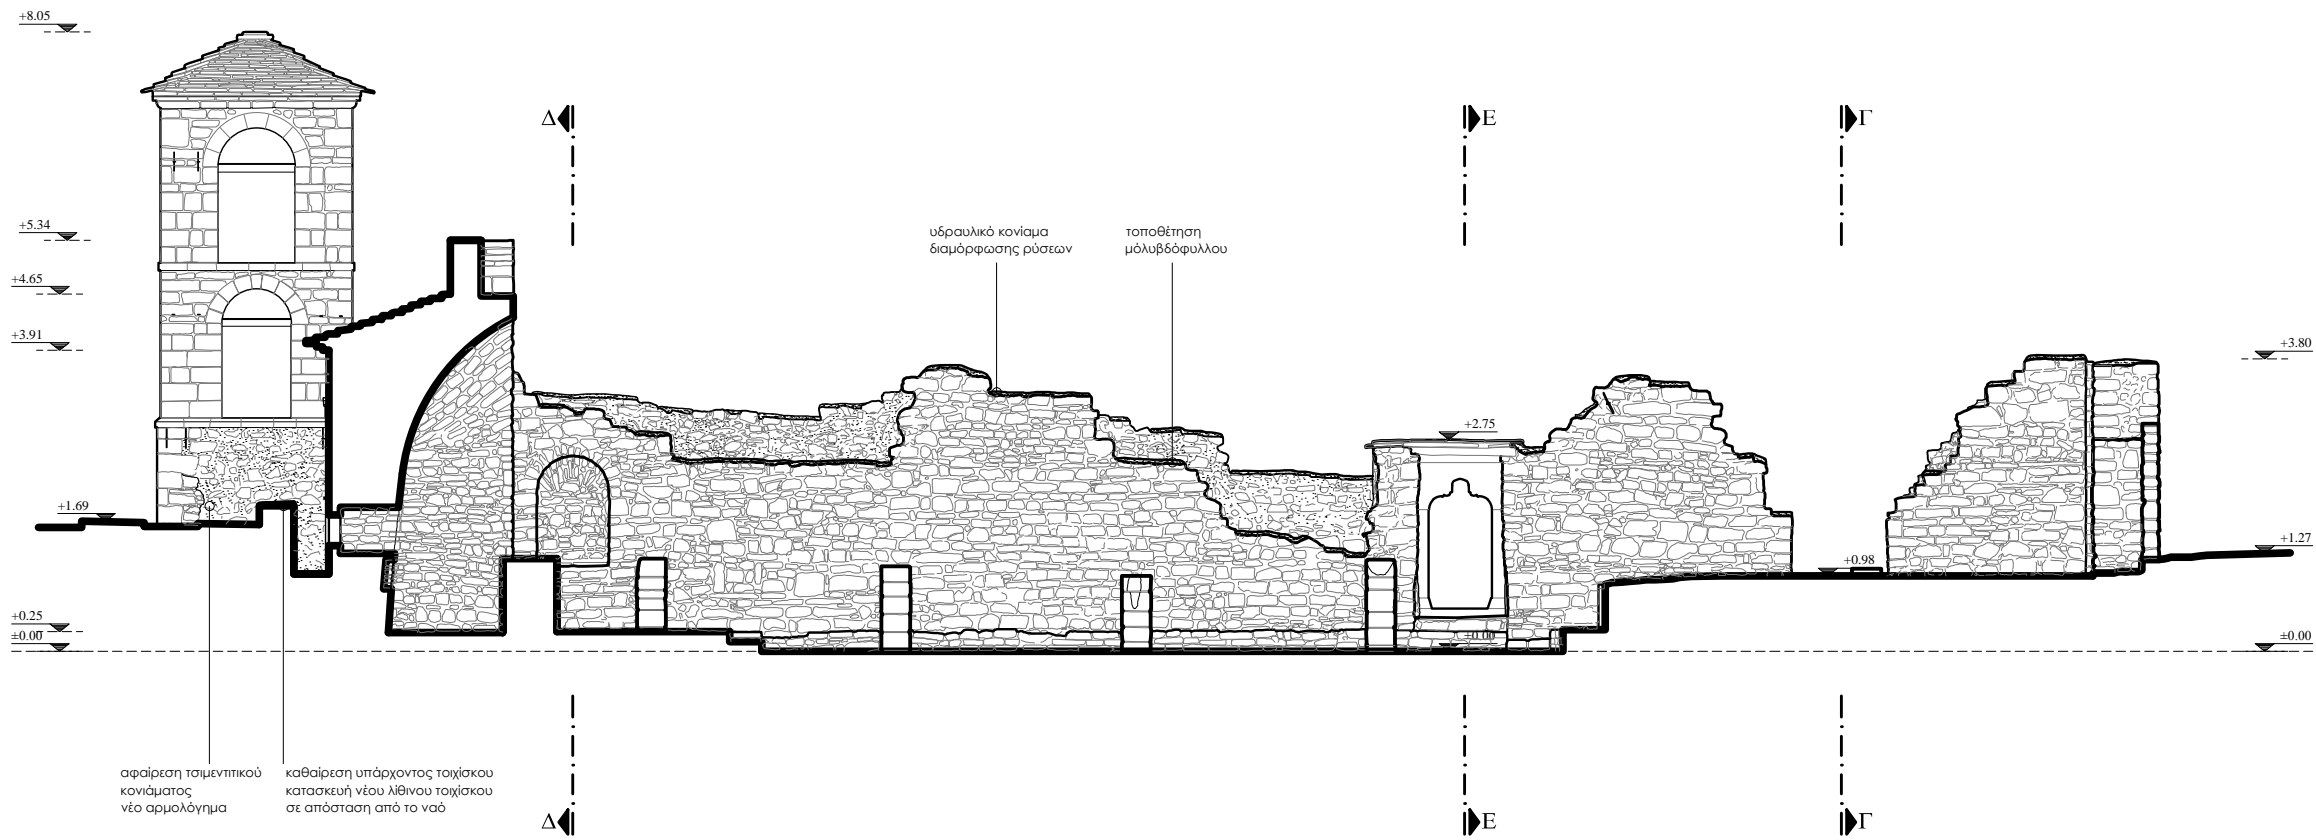 +8.05
Δ
Ε
Γ
+5.34
υδραυλικό κονίαμα
διαμόρφωσης ρύσεων
τοποθέτηση
μόλυβδόφυλλου
+4.65
+3.91
+3.80
+2.75
+1.69
+1.27
+0.98
+0.25
±0.00
±0.00
±0.00
αφαίρεση τσιμεντιτικού
κονιάματος
νέο αρμολόγημα
καθαίρεση υπάρχοντος τοιχίσκου
κατασκευή νέου λίθινου τοιχίσκου
σε απόσταση από το ναό
Δ
Ε
Γ